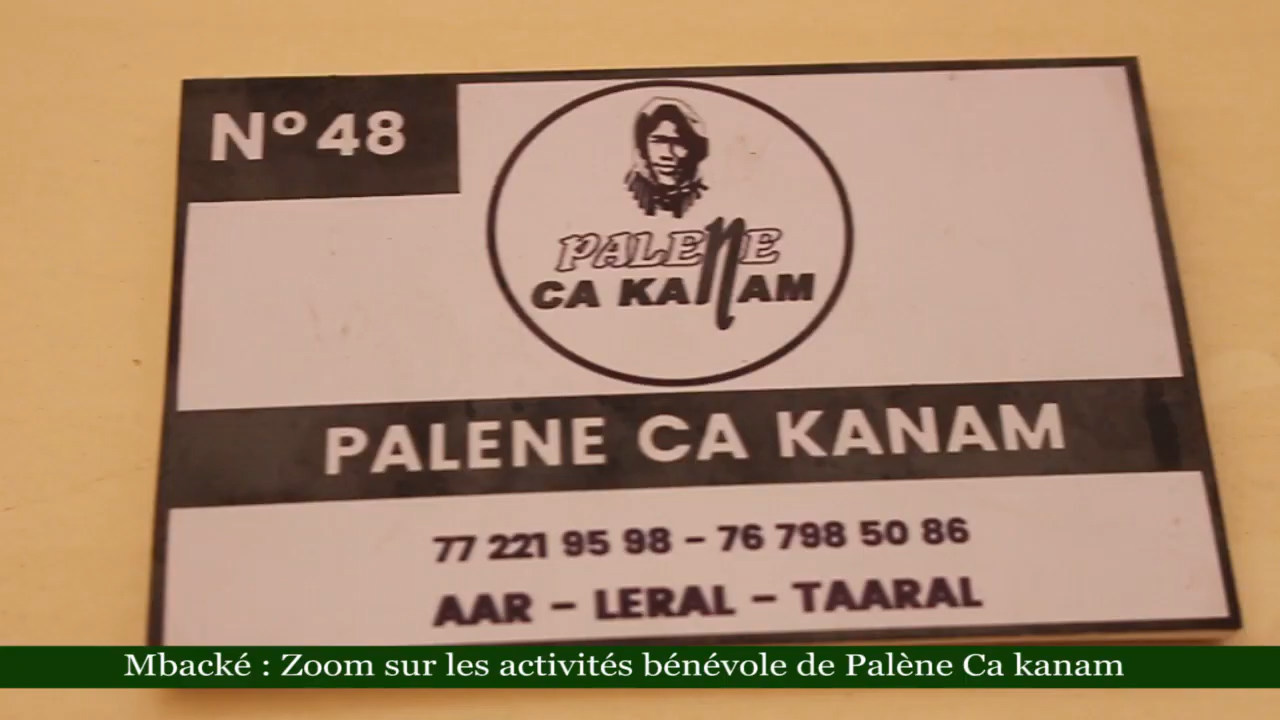 Nº 48
PALENE
CA KANAM
PALENE CA KANAM
77 221 95 98 - 76 798 50 86
AAR - LERAL - TAARAL
Mbacké : Zoom sur les activités bénévole de Palène Ca kanam